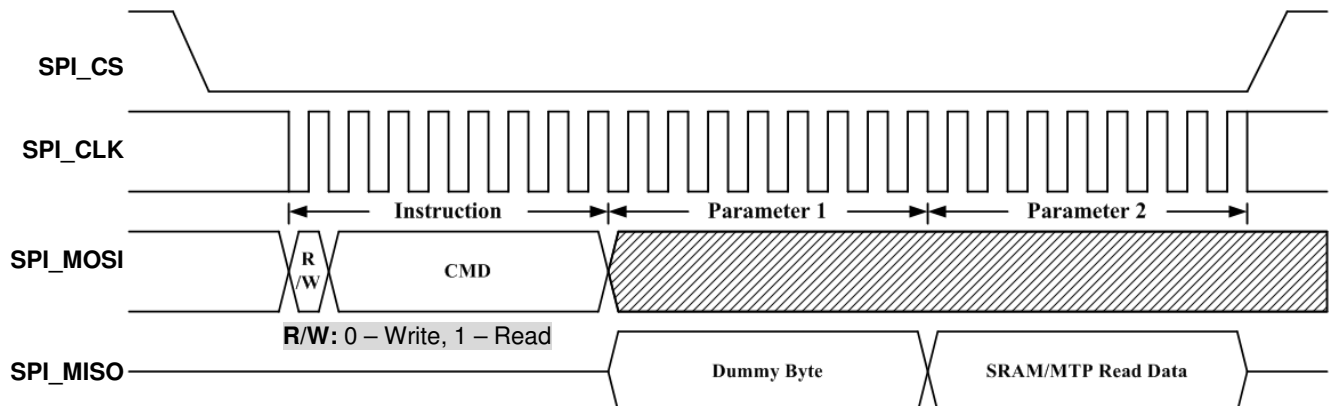 SPI_CS
SPI_CLK
Instruction
Parameter 1
Parameter 2
SPI_MOSI
R
/W
CMD
R/W: 0 – Write, 1 – Read
SPI_MISO
Dummy Byte
SRAM/MTP Read Data